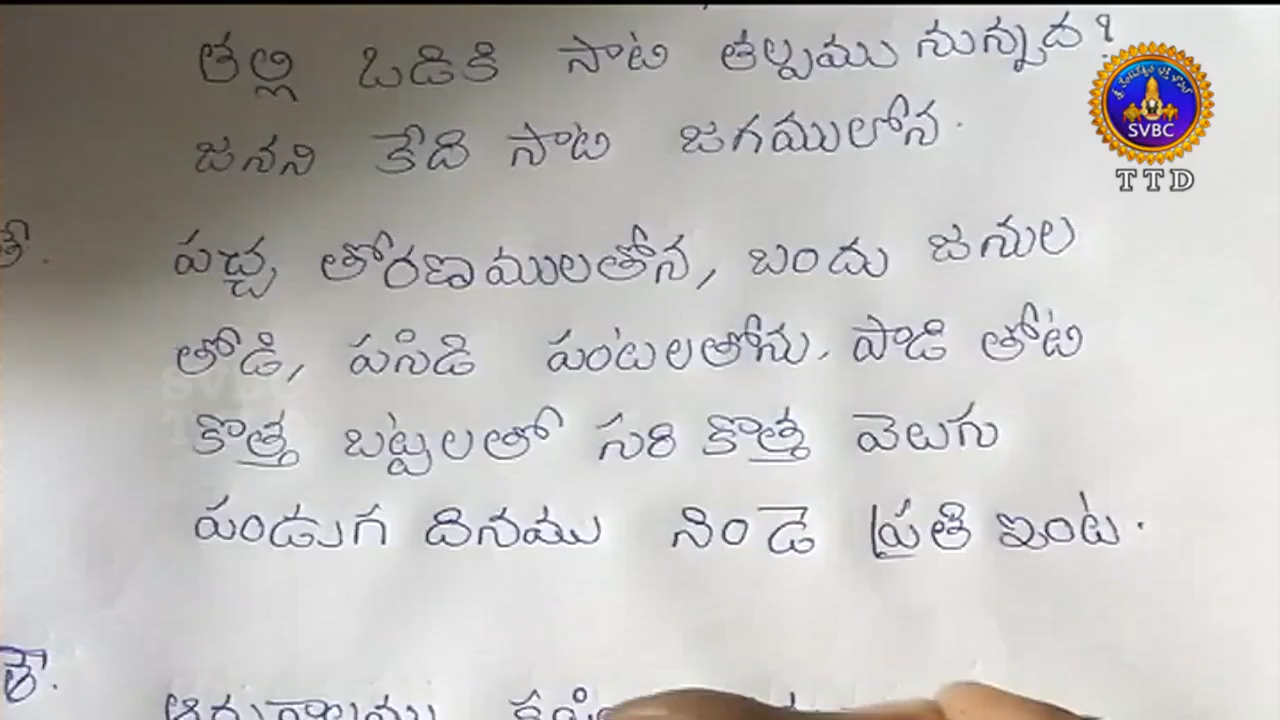 తల్లి ఒడికి సాటి తల్పము నున్నద?
జనని కేది సాటి జగములోన.
తే. పచ్చ తోరణములతోన, బందు జనుల
తోడి, పసిడి పంటలతోను, పాడి తోటి
కొత్త బట్టలతో సరి కొత్త వెలుగు
పండుగ దినము నిండె ప్రతి ఇంట.
తే.
SVBC
TTD